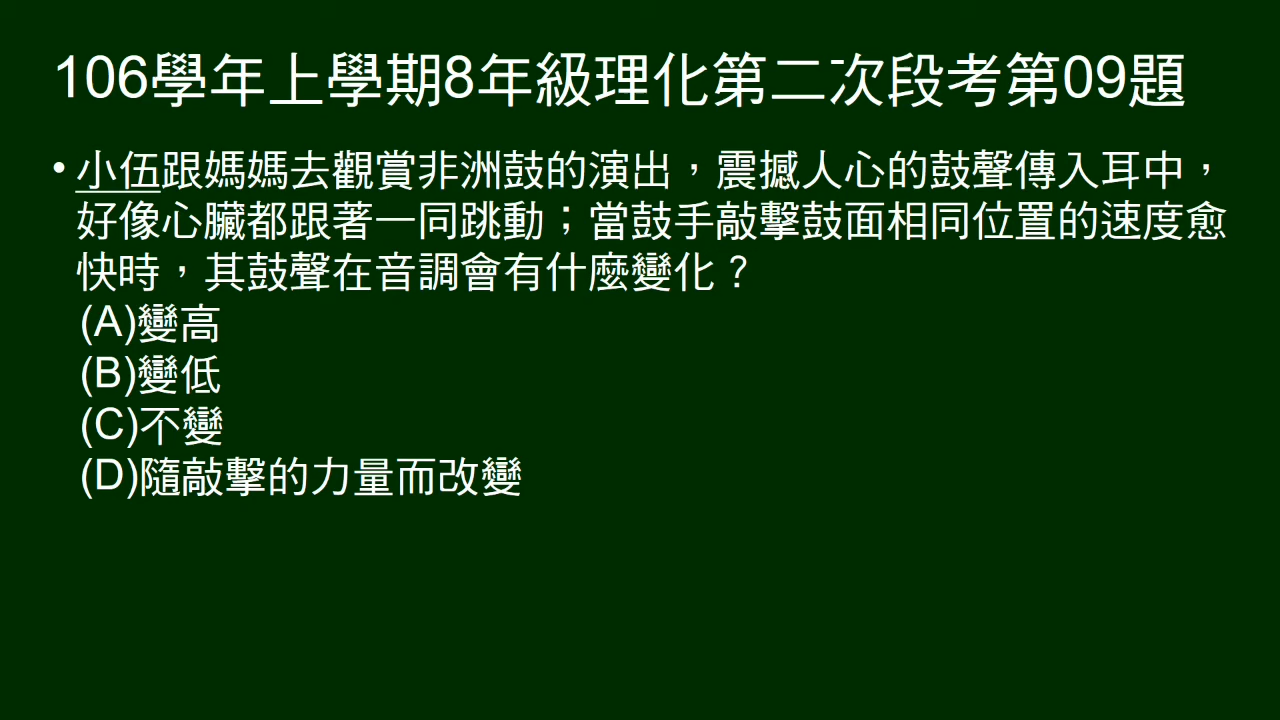 106學年上學期8年級理化第二次段考第09題
• 小伍跟媽媽去觀賞非洲鼓的演出，震撼人心的鼓聲傳入耳中，
好像心臟都跟著一同跳動；當鼓手敲擊鼓面相同位置的速度愈
快時，其鼓聲在音調會有什麼變化？
(A)變高
(B)變低
(C)不變
(D)隨敲擊的力量而改變